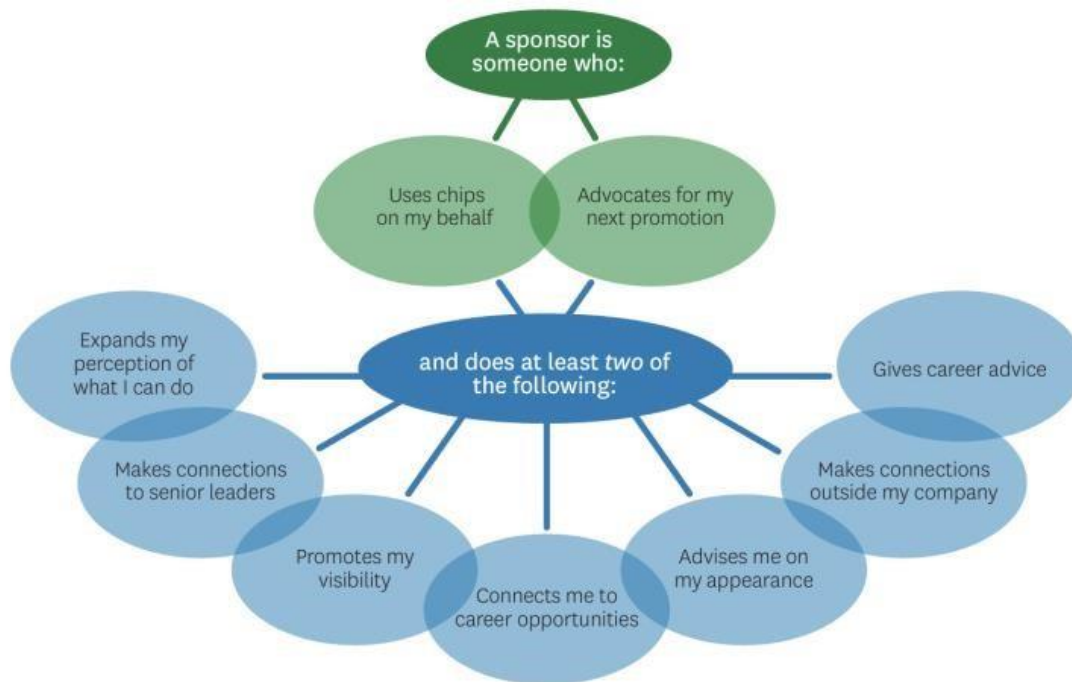 A sponsor is
someone who:
Uses chips
on my behalf
Advocates for my
next promotion
and does at least two of
the following:
Expands my
perception of
what I can do
Makes connections
to senior leaders
Promotes my
visibility
Connects me to
career opportunities
Advises me on
my appearance
Makes connections
outside my company
Gives career advice